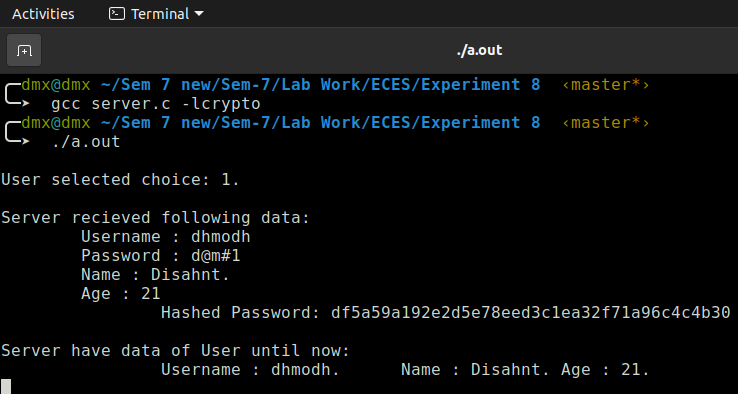 Activities Terminal
./a.out
dmx@dmx ~/Sem 7 new/Sem-7/Lab Work/ECES/Experiment 8 ‹master*›
➤ gcc server.c -lcrypto
dmx@dmx ~/Sem 7 new/Sem-7/Lab Work/ECES/Experiment 8 ‹master*›
➤ ./a.out
User selected choice: 1.
Server recieved following data:
Username : dhmodh
Password : d@m#1
Name : Disahnt.
Age : 21
Hashed Password: df5a59a192e2d5e78eed3c1ea32f71a96c4c4b30
Server have data of User until now:
Username : dhmodh. Name : Disahnt. Age : 21.